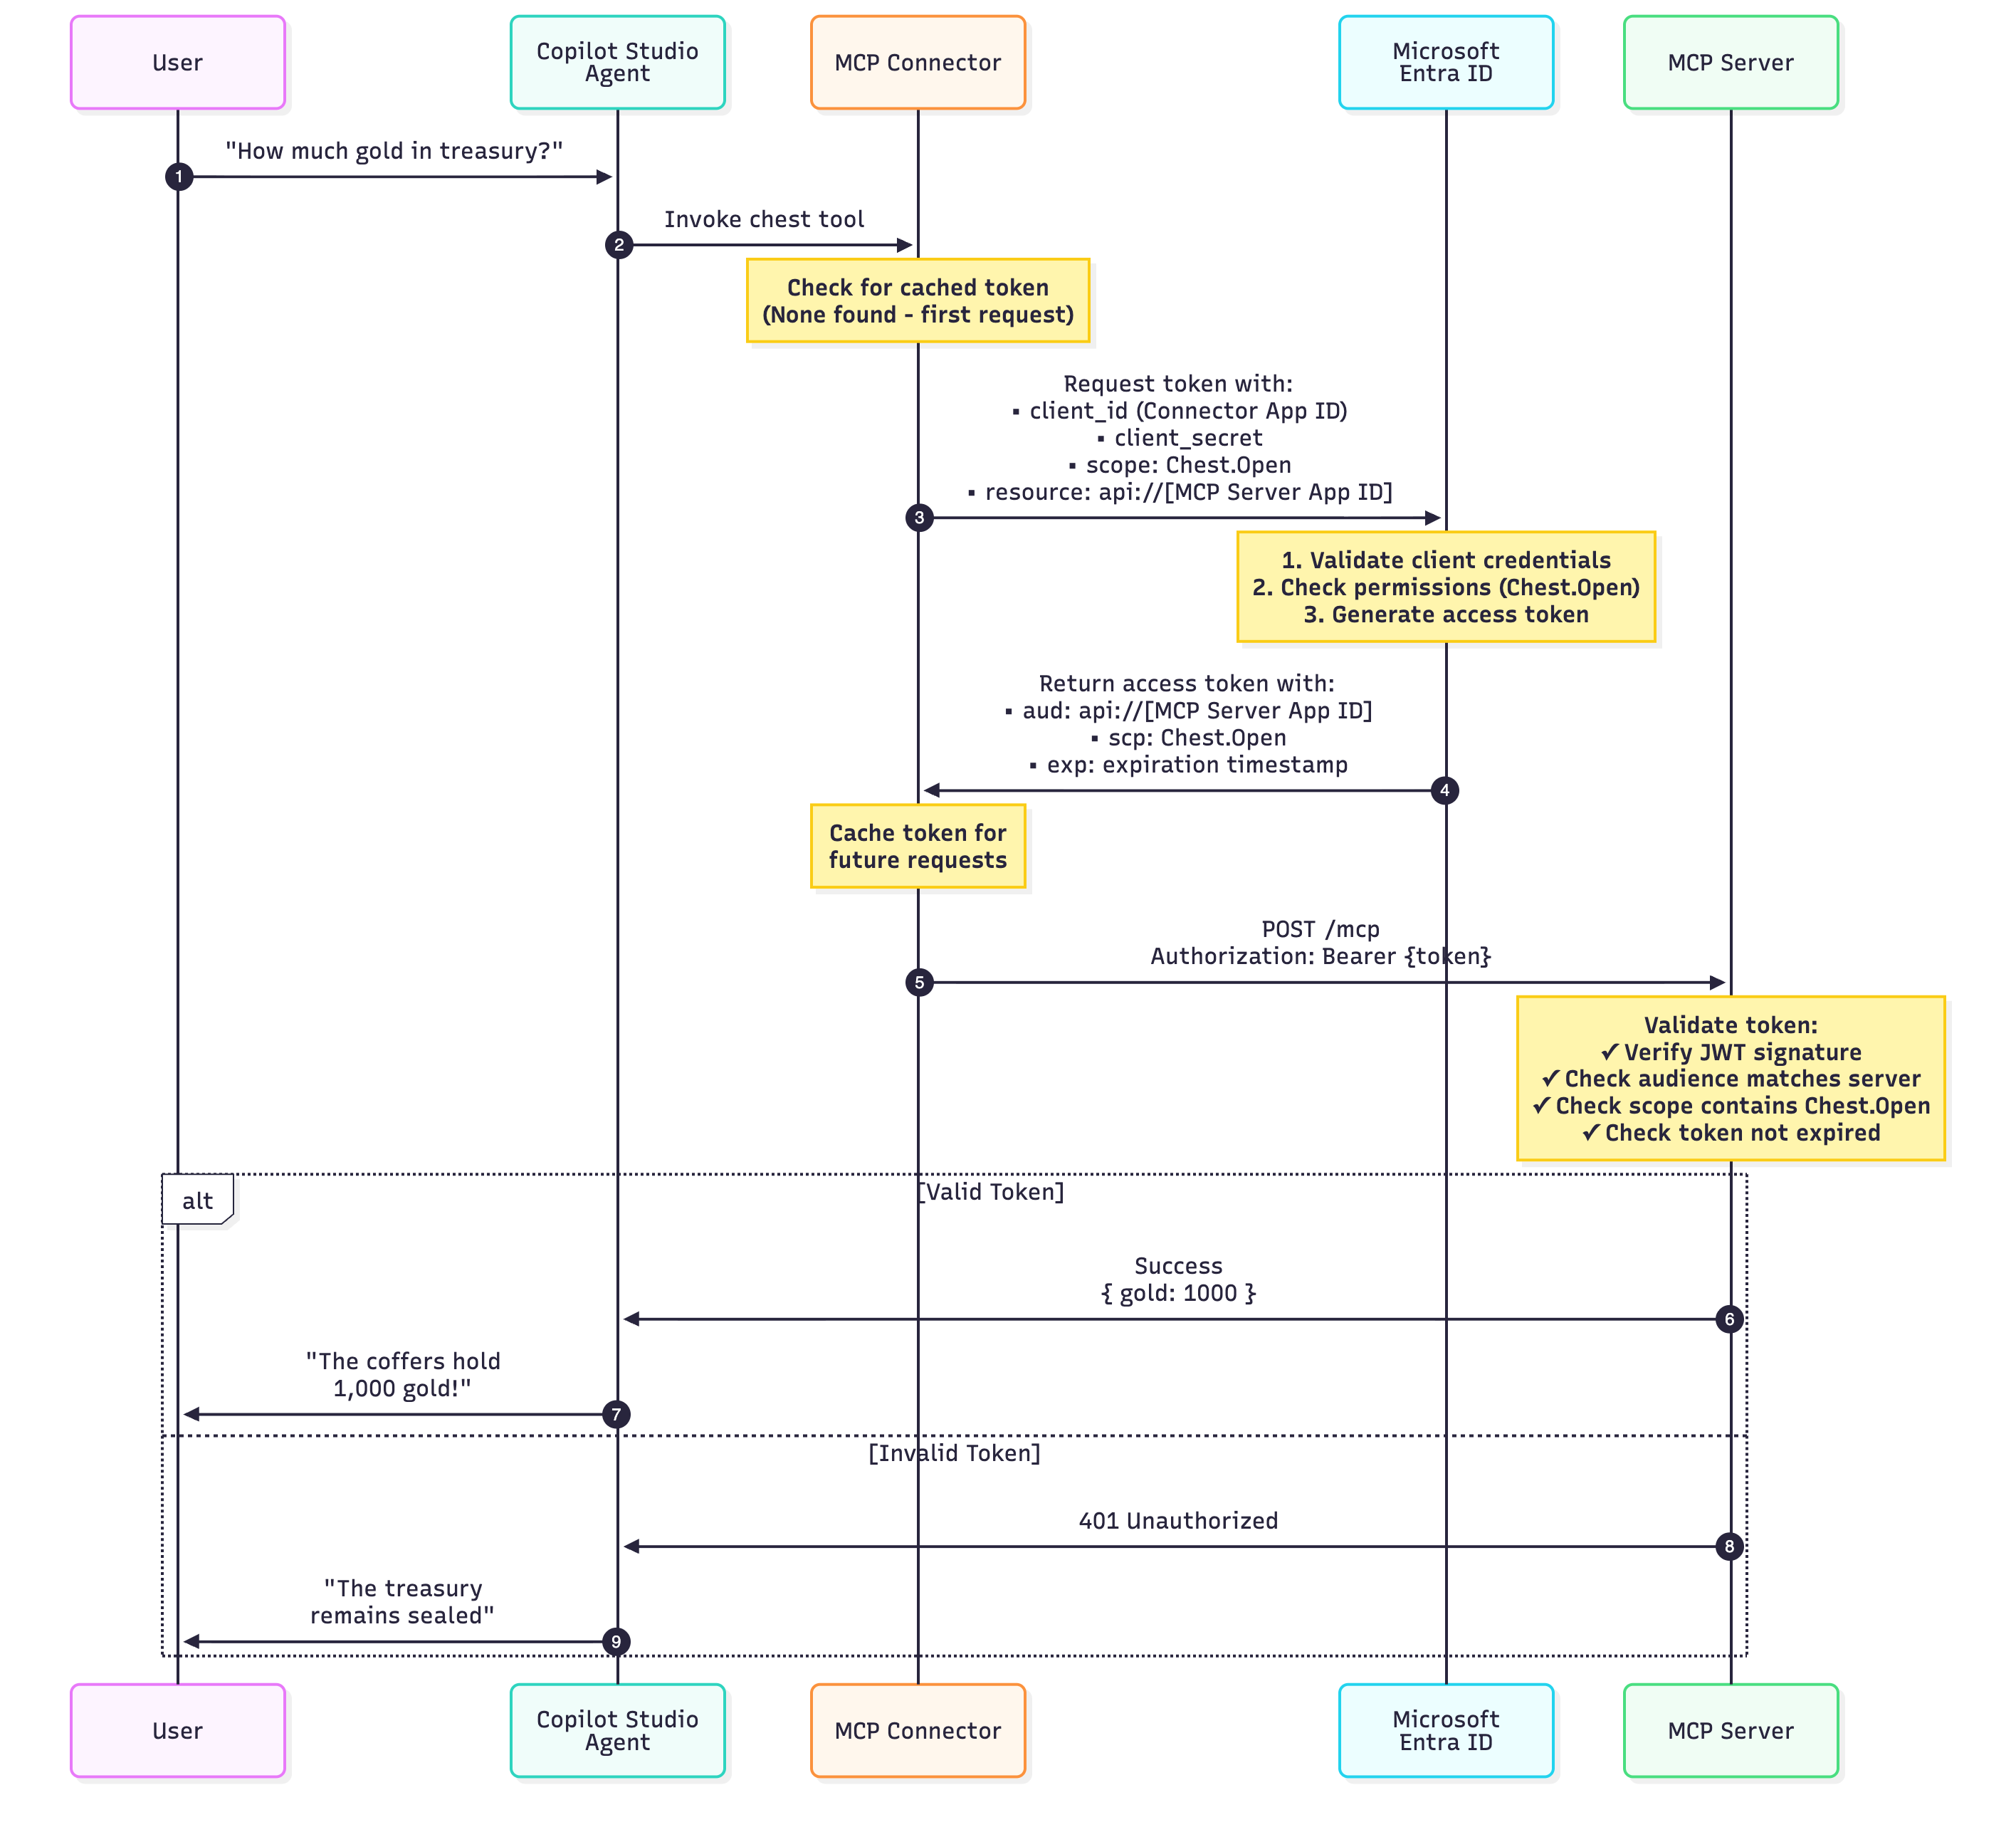 User
Copilot Studio
Agent
MCP Connector
Microsoft
Entra ID
MCP Server
"How much gold in treasury?"
1
Invoke chest tool
2
Check for cached token
(None found - first request)
Request token with:
▪ client_id (Connector App ID)
▪ client_secret
▪ scope: Chest.Open
▪ resource: api://[MCP Server App ID]
3
1. Validate client credentials
2. Check permissions (Chest.Open)
3. Generate access token
Return access token with:
▪ aud: api://[MCP Server App ID]
▪ scp: Chest.Open
▪ exp: expiration timestamp
4
Cache token for
future requests
POST /mcp
Authorization: Bearer {token}
5
Validate token:
✓ Verify JWT signature
✓ Check audience matches server
✓ Check scope contains Chest.Open
✓ Check token not expired
alt
[Valid Token]
Success
{ gold: 1000 }
6
"The coffers hold
1,000 gold!"
7
[Invalid Token]
401 Unauthorized
8
"The treasury
remains sealed"
9
User
Copilot Studio
Agent
MCP Connector
Microsoft
Entra ID
MCP Server